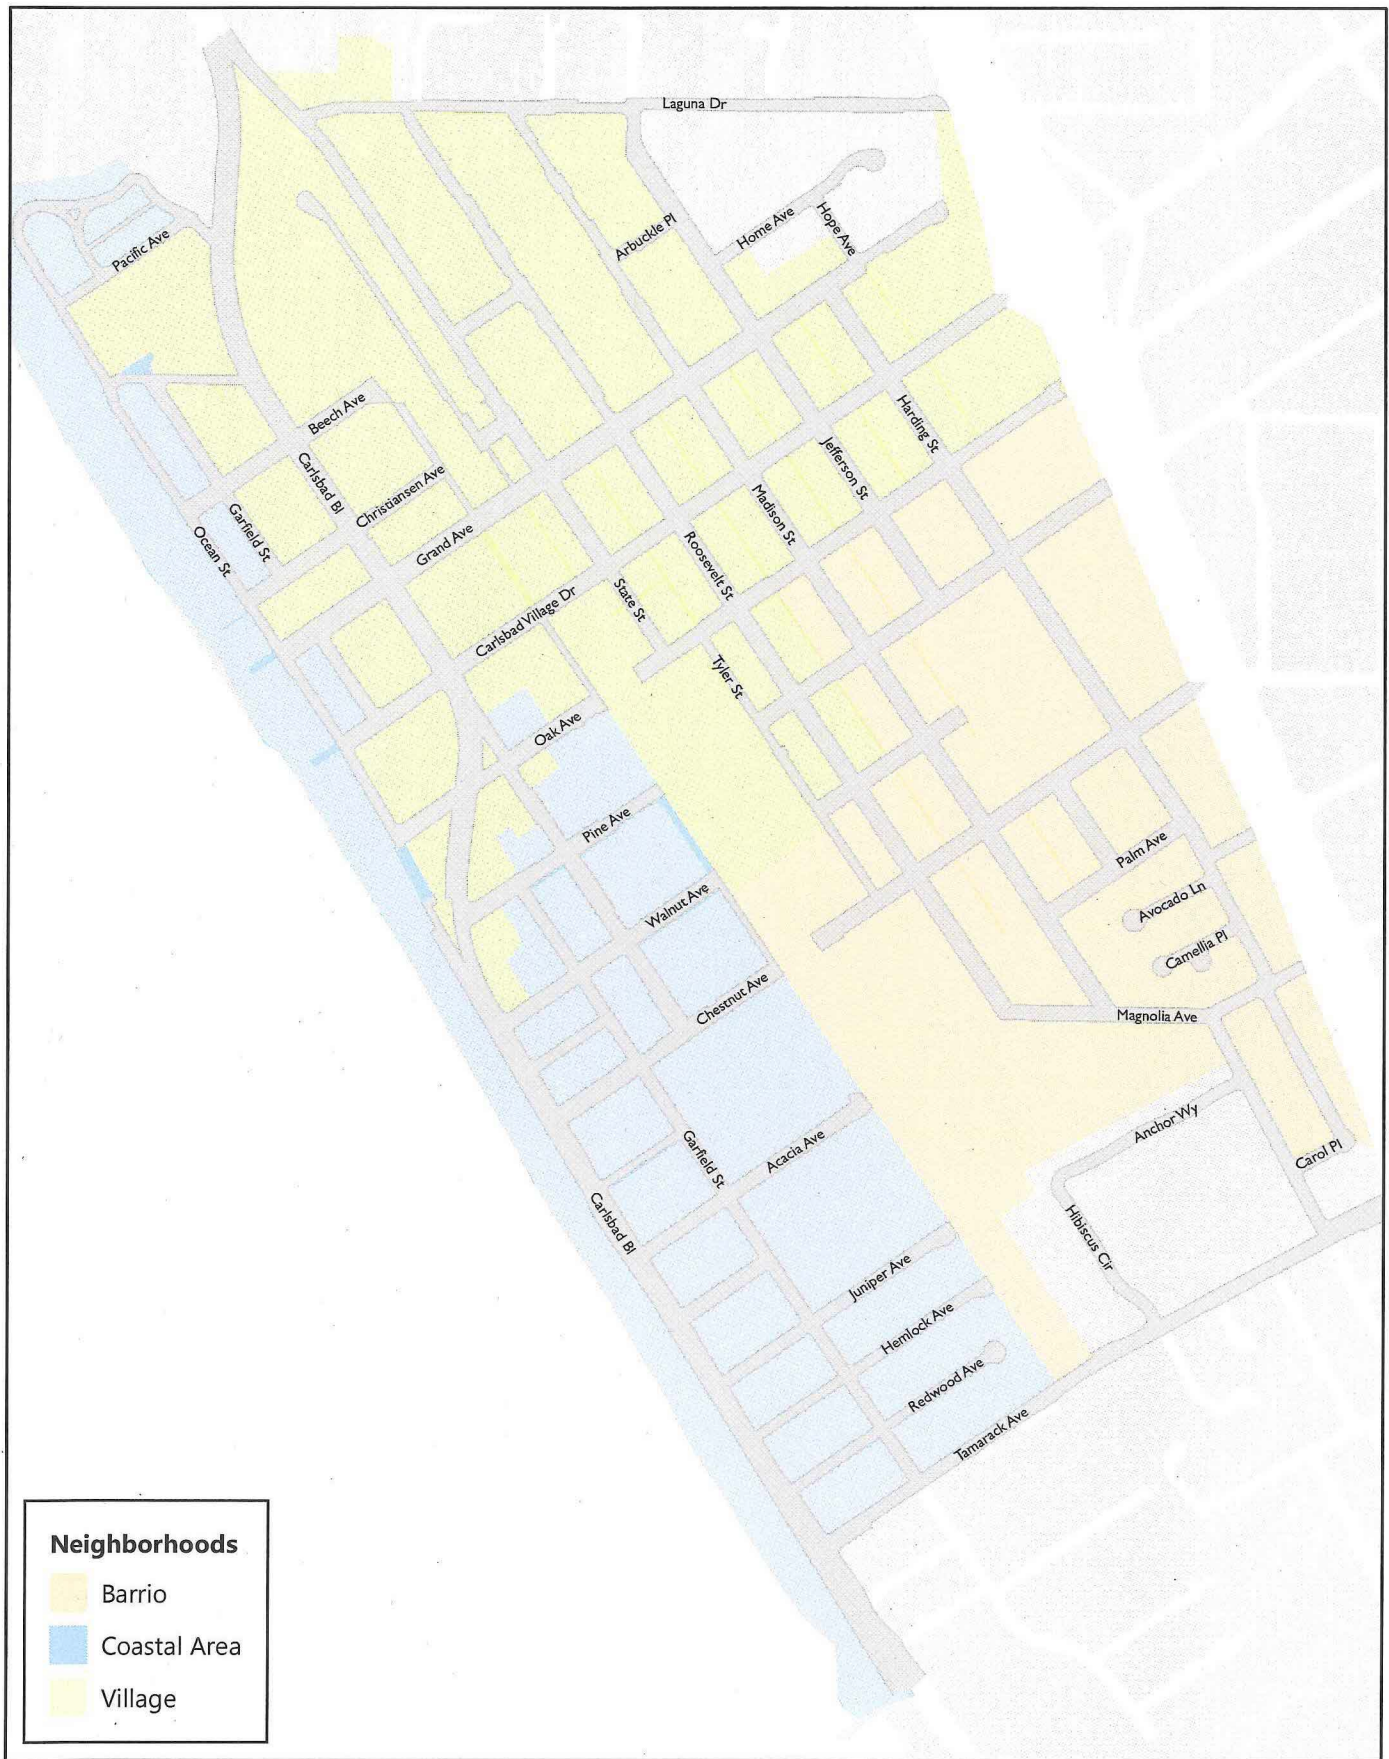 Laguna Dr
Arbuckle Pl
Home Ave
Hope Ave
Pacific Ave
Beech Ave
Carlsbad Bl
Christiansen Ave
Grand Ave
Garfield St
Ocean St
Harding St
Jefferson St
Madison St
Roosevelt St
State St
Carlsbad Village Dr
Tyler St
Oak Ave
Pine Ave
Walnut Ave
Chestnut Ave
Palm Ave
Avocado Ln
Camellia Pl
Magnolia Ave
Anchor Wy
Carol Pl
Hibiscus Cir
Garfield St
Acacia Ave
Carlsbad Bl
Juniper Ave
Hemlock Ave
Redwood Ave
Tamarack Ave
Neighborhoods
Barrio
Coastal Area
Village